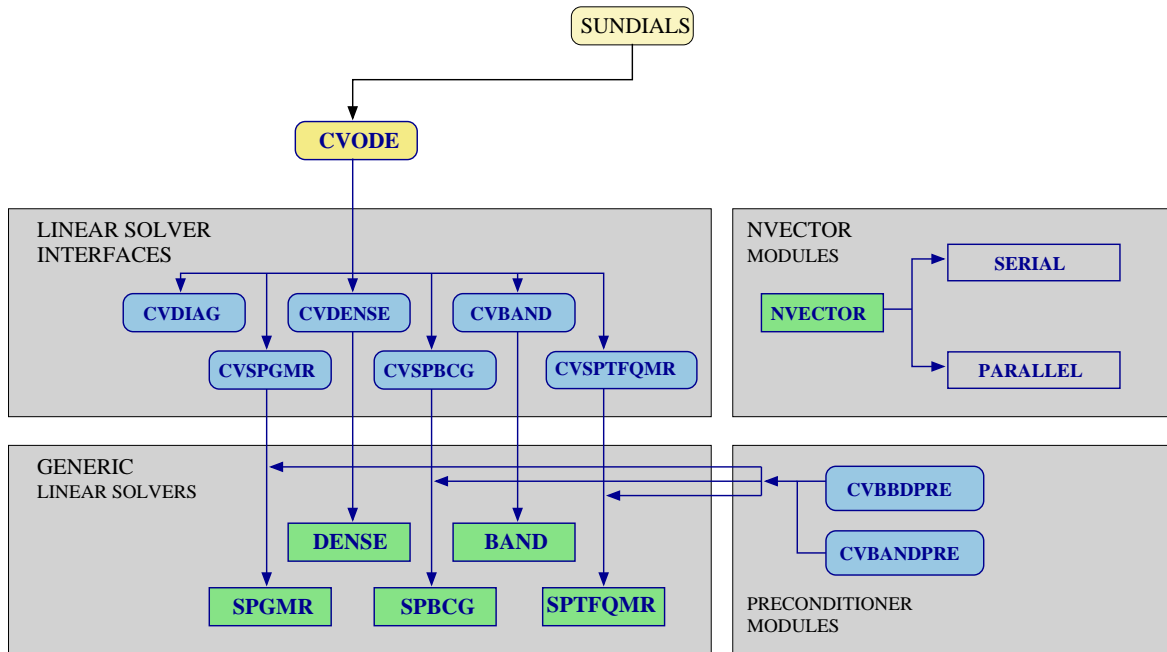 SUNDIALS
CVODE
LINEAR SOLVER
INTERFACES
CVDIAG
CVDENSE
CVBAND
CVSPGMR
CVSPBCG
CVSPTFQMR
NVECTOR
MODULES
SERIAL
NVECTOR
PARALLEL
GENERIC
LINEAR SOLVERS
DENSE
BAND
SPGMR
SPBCG
SPTFQMR
CVBBDPRE
CVBANDPRE
PRECONDITIONER
MODULES